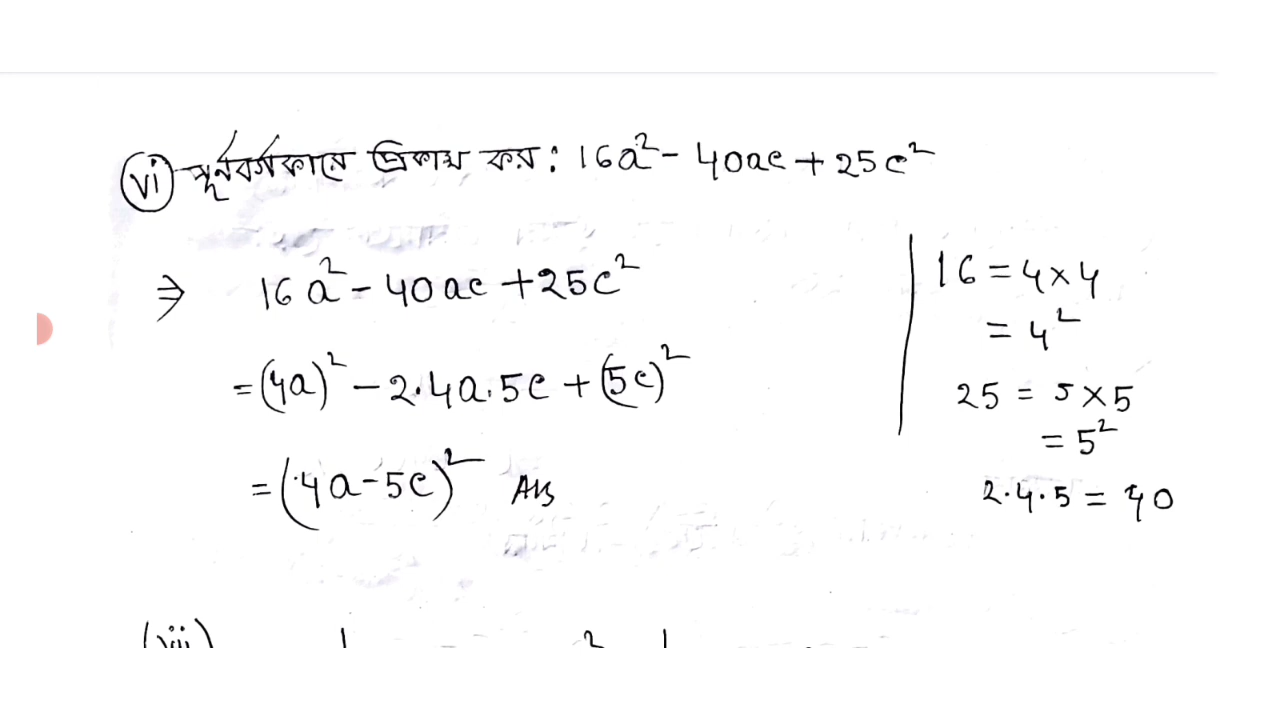 (vi) পূর্ণবর্গাকারে প্রকাশ কর : 16a² - 40ac + 25c²
⇒ 16a² - 40ac + 25c²
= (4a)² - 2·4a·5c + (5c)²
= (4a - 5c)² Ans
16 = 4 × 4
= 4²
25 = 5 × 5
= 5²
2·4·5 = 40